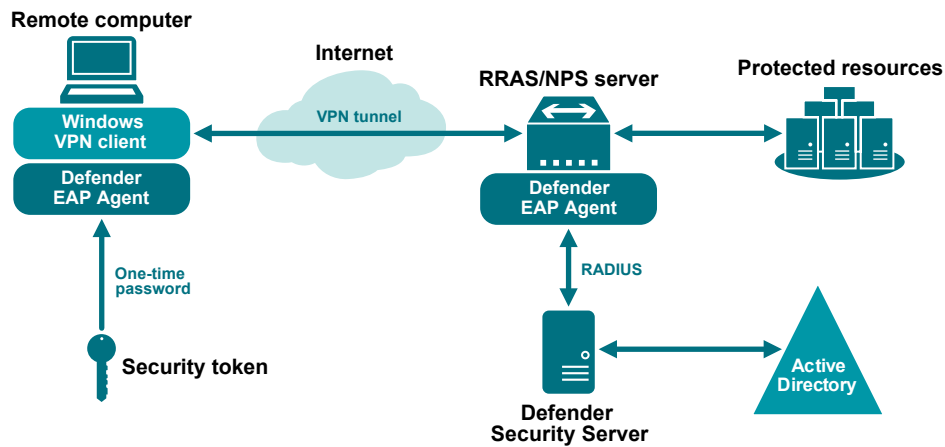 Remote computer
Internet
RRAS/NPS server
Protected resources
Windows
VPN client
VPN tunnel
Defender
EAP Agent
Defender
EAP Agent
One-time
password
RADIUS
Security token
Active
Directory
Defender
Security Server